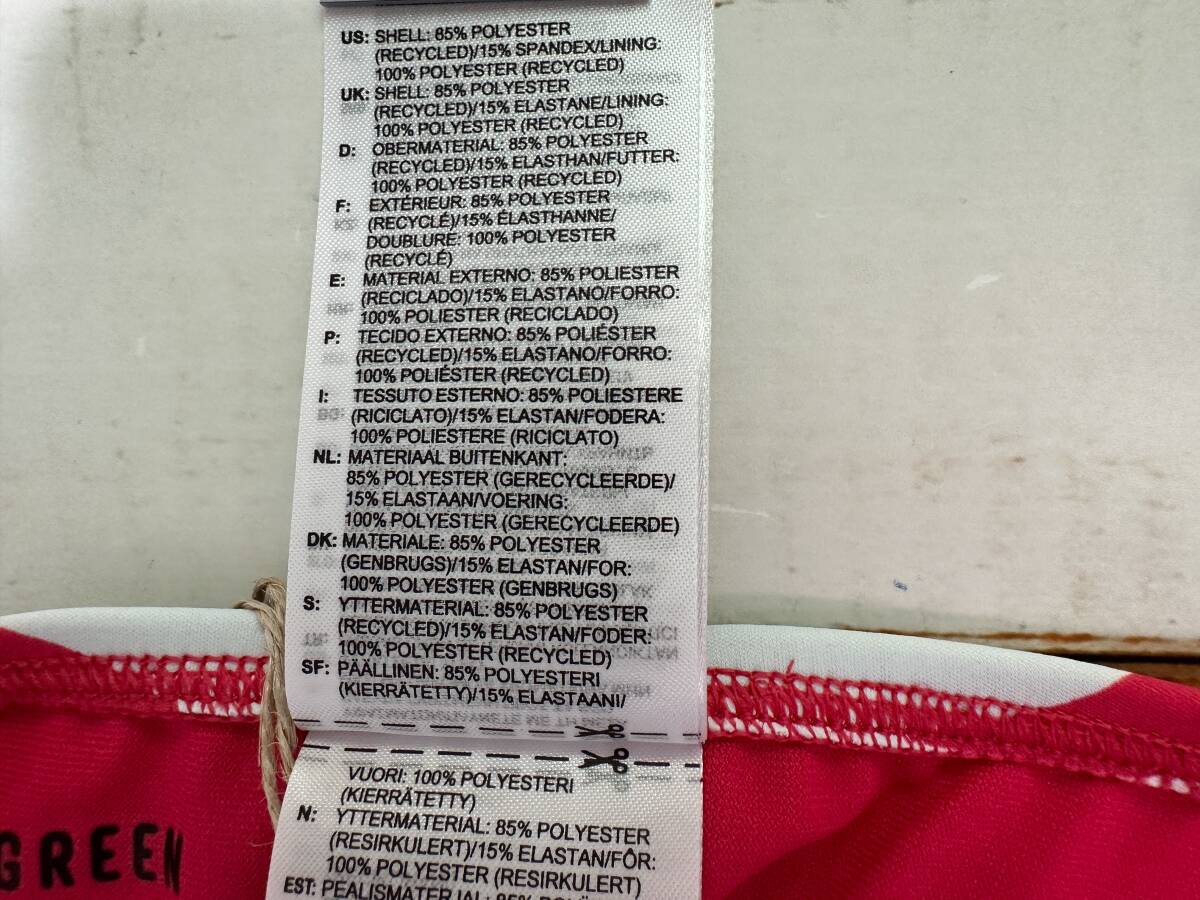 US: SHELL: 85% POLYESTER
(RECYCLED)/15% SPANDEX/LINING:
100% POLYESTER (RECYCLED)
UK: SHELL: 85% POLYESTER
(RECYCLED)/15% ELASTANE/LINING:
100% POLYESTER (RECYCLED)
D: OBERMATERIAL: 85% POLYESTER
(RECYCLED)/15% ELASTHAN/FUTTER:
100% POLYESTER (RECYCLED)
F: EXTÉRIEUR: 85% POLYESTER
(RECYCLÉ)/15% ÉLASTHANNE/
DOUBLURE: 100% POLYESTER
(RECYCLÉ)
E: MATERIAL EXTERNO: 85% POLIESTER
(RECICLADO)/15% ELASTANO/FORRO:
100% POLIESTER (RECICLADO)
P: TECIDO EXTERNO: 85% POLIÉSTER
(RECYCLED)/15% ELASTANO/FORRO:
100% POLIÉSTER (RECYCLED)
I: TESSUTO ESTERNO: 85% POLIESTERE
(RICICLATO)/15% ELASTAN/FODERA:
100% POLIESTERE (RICICLATO)
NL: MATERIAAL BUITENKANT:
85% POLYESTER (GERECYCLEERDE)/
15% ELASTAAN/VOERING:
100% POLYESTER (GERECYCLEERDE)
DK: MATERIALE: 85% POLYESTER
(GENBRUGS)/15% ELASTAN/FOR:
100% POLYESTER (GENBRUGS)
S: YTTERMATERIAL: 85% POLYESTER
(RECYCLED)/15% ELASTAN/FODER:
100% POLYESTER (RECYCLED)
SF: PÄÄLLINEN: 85% POLYESTERI
(KIERRÄTETTY)/15% ELASTAANI/
VUORI: 100% POLYESTERI
(KIERRÄTETTY)
N: YTTERMATERIAL: 85% POLYESTER
(RESIRKULERT)/15% ELASTAN/FÔR:
100% POLYESTER (RESIRKULERT)
EST: PEALISMATERJAL: 85%
GREEN